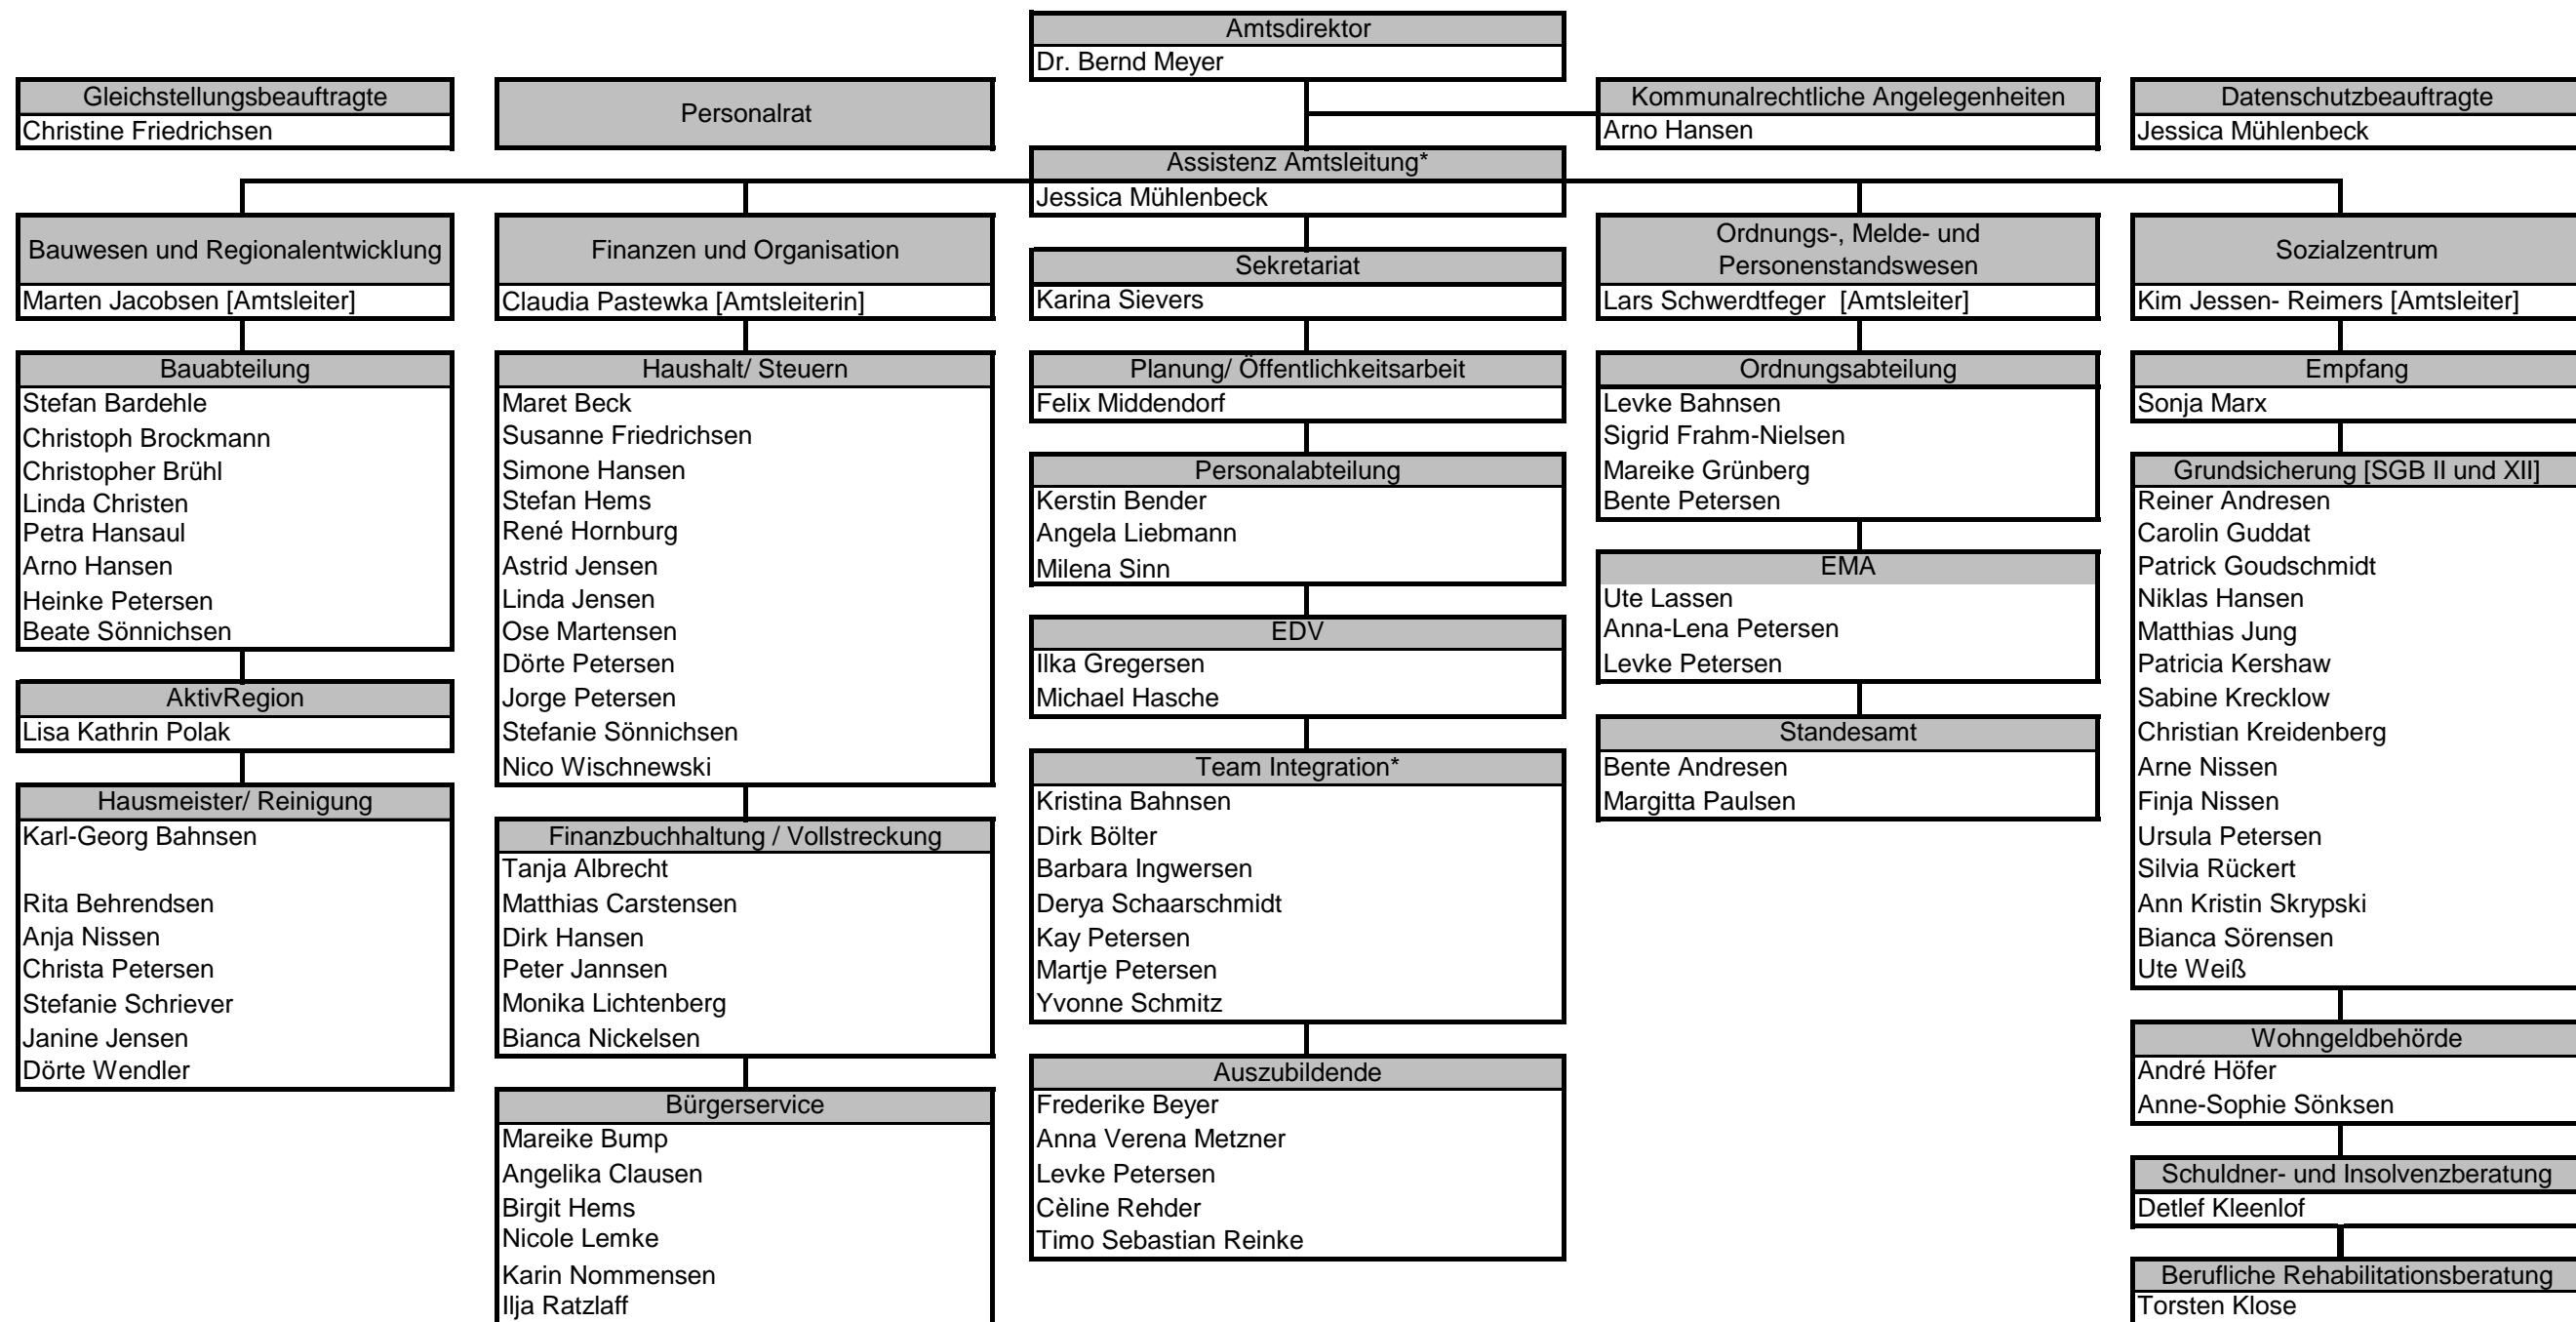 Amtsdirektor
Dr. Bernd Meyer
Gleichstellungsbeauftragte
Christine Friedrichsen
Personalrat
Kommunalrechtliche Angelegenheiten
Arno Hansen
Datenschutzbeauftragte
Jessica Mühlenbeck
Assistenz Amtsleitung*
Jessica Mühlenbeck
Bauwesen und Regionalentwicklung
Marten Jacobsen [Amtsleiter]
Bauabteilung
Stefan Bardehle
Christoph Brockmann
Christopher Brühl
Linda Christen
Petra Hansaul
Arno Hansen
Heinke Petersen
Beate Sönnichsen
AktivRegion
Lisa Kathrin Polak
Hausmeister/ Reinigung
Karl-Georg Bahnsen
Rita Behrendsen
Anja Nissen
Christa Petersen
Stefanie Schriever
Janine Jensen
Dörte Wendler
Finanzen und Organisation
Claudia Pastewka [Amtsleiterin]
Haushalt/ Steuern
Maret Beck
Susanne Friedrichsen
Simone Hansen
Stefan Hems
René Hornburg
Astrid Jensen
Linda Jensen
Ose Martensen
Dörte Petersen
Jorge Petersen
Stefanie Sönnichsen
Nico Wischnewski
Finanzbuchhaltung / Vollstreckung
Tanja Albrecht
Matthias Carstensen
Dirk Hansen
Peter Jannsen
Monika Lichtenberg
Bianca Nickelsen
Bürgerservice
Mareike Bump
Angelika Clausen
Birgit Hems
Nicole Lemke
Karin Nommensen
Ilja Ratzlaff
Sekretariat
Karina Sievers
Planung/ Öffentlichkeitsarbeit
Felix Middendorf
Personalabteilung
Kerstin Bender
Angela Liebmann
Milena Sinn
EDV
Ilka Gregersen
Michael Hasche
Team Integration*
Kristina Bahnsen
Dirk Bölter
Barbara Ingwersen
Derya Schaarschmidt
Kay Petersen
Martje Petersen
Yvonne Schmitz
Auszubildende
Frederike Beyer
Anna Verena Metzner
Levke Petersen
Cèline Rehder
Timo Sebastian Reinke
Ordnungs-, Melde- und
Personenstandswesen
Lars Schwerdtfeger [Amtsleiter]
Ordnungsabteilung
Levke Bahnsen
Sigrid Frahm-Nielsen
Mareike Grünberg
Bente Petersen
EMA
Ute Lassen
Anna-Lena Petersen
Levke Petersen
Standesamt
Bente Andresen
Margitta Paulsen
Sozialzentrum
Kim Jessen- Reimers [Amtsleiter]
Empfang
Sonja Marx
Grundsicherung [SGB II und XII]
Reiner Andresen
Carolin Guddat
Patrick Goudschmidt
Niklas Hansen
Matthias Jung
Patricia Kershaw
Sabine Krecklow
Christian Kreidenberg
Arne Nissen
Finja Nissen
Ursula Petersen
Silvia Rückert
Ann Kristin Skrypski
Bianca Sörensen
Ute Weiß
Wohngeldbehörde
André Höfer
Anne-Sophie Sönksen
Schuldner- und Insolvenzberatung
Detlef Kleenlof
Berufliche Rehabilitationsberatung
Torsten Klose